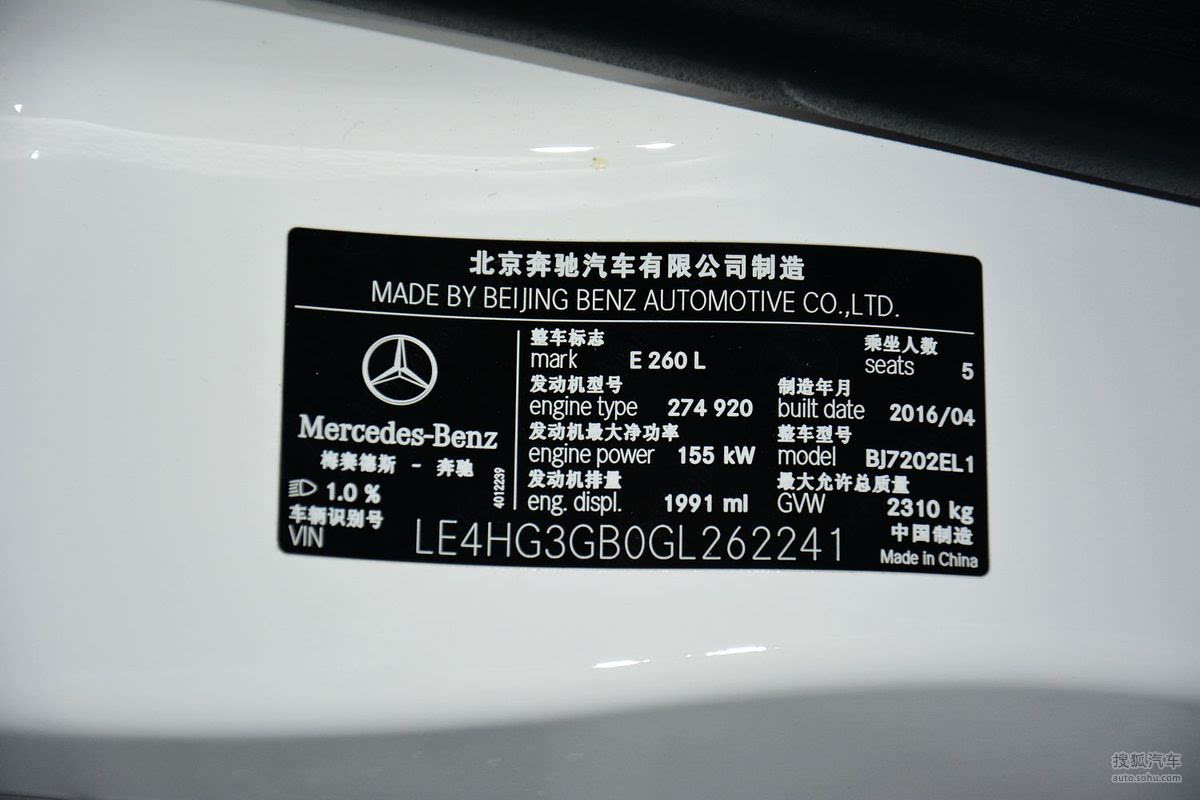 北京奔驰汽车有限公司制造
MADE BY BEIJING BENZ AUTOMOTIVE CO.,LTD.
Mercedes-Benz
梅赛德斯 - 奔驰
1.0 %
4012239
整车标志
mark E 260 L
乘坐人数
seats 5
发动机型号
engine type 274 920
制造年月
built date 2016/04
发动机最大净功率
engine power 155 kW
整车型号
model BJ7202EL1
发动机排量
eng. displ. 1991 ml
最大允许总质量
GVW 2310 kg
车辆识别号
VIN LE4HG3GB0GL262241
中国制造
Made in China
搜狐汽车
auto.sohu.com